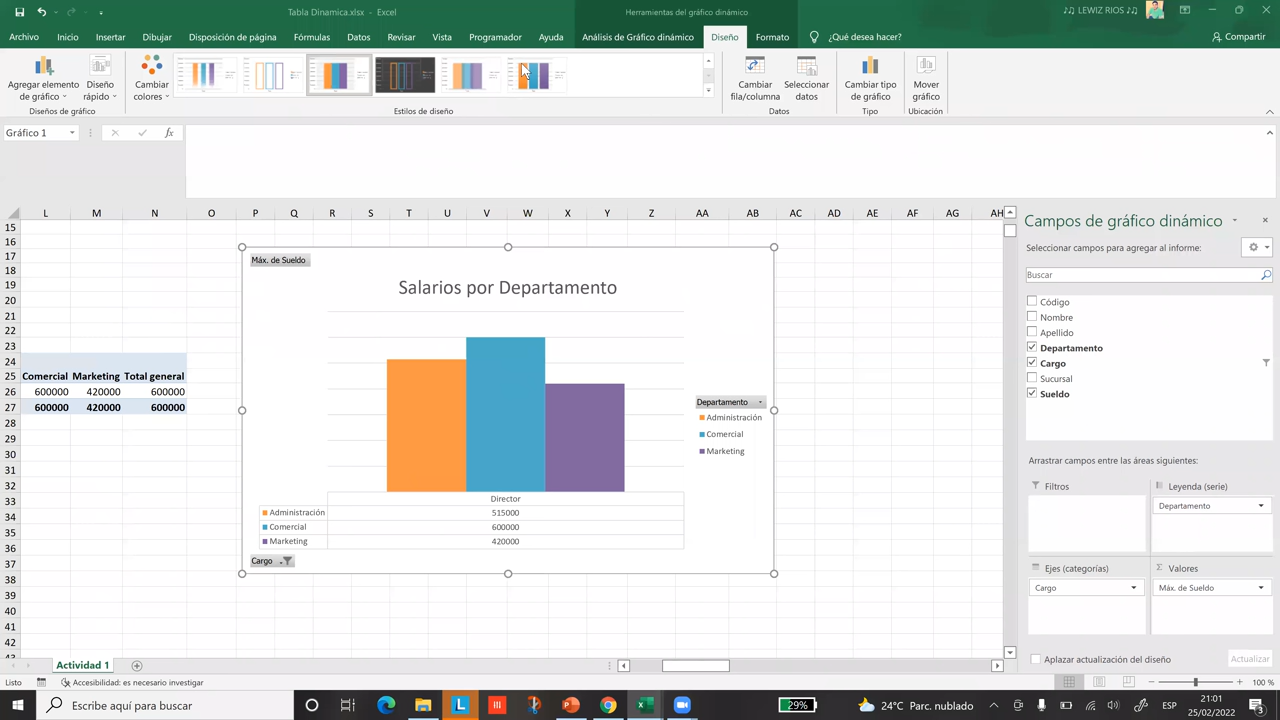 Tabla Dinamica.xlsx - Excel
Herramientas del gráfico dinámico
♫♫ LEWIZ RIOS ♫♫
Archivo Inicio Insertar Dibujar Disposición de página Fórmulas Datos Revisar Vista Programador Ayuda Análisis de Gráfico dinámico Diseño Formato ¿Qué desea hacer? Compartir
Agregar elemento de gráfico
Diseño rápido
Cambiar colores
Cambiar fila/columna
Seleccionar datos
Cambiar tipo de gráfico
Mover gráfico
Diseños de gráfico Estilos de diseño Datos Tipo Ubicación
Gráfico 1 fx
L M N O P Q R S T U V W X Y Z AA AB AC AD AE AF AG AH
15
16
17
18
19
20
21
22
23
24
25 Comercial Marketing Total general
26 600000 420000 600000
27 600000 420000 600000
28
29
30
31
32
33
34
35
36
37
38
39
40
41
42
43
Máx. de Sueldo
Salarios por Departamento
Departamento
Administración
Comercial
Marketing
Director
Administración 515000
Comercial 600000
Marketing 420000
Cargo
Campos de gráfico dinámico
Seleccionar campos para agregar al informe:
Buscar
Código
Nombre
Apellido
Departamento
Cargo
Sucursal
Sueldo
Arrastrar campos entre las áreas siguientes:
Filtros
Leyenda (serie)
Departamento
Ejes (categorías)
Cargo
Valores
Máx. de Sueldo
Aplazar actualización del diseño Actualizar
Actividad 1
Listo Accesibilidad: es necesario investigar 100 %
Escribe aquí para buscar
29%
24°C Parc. nublado
ESP
21:01
25/02/2022
3